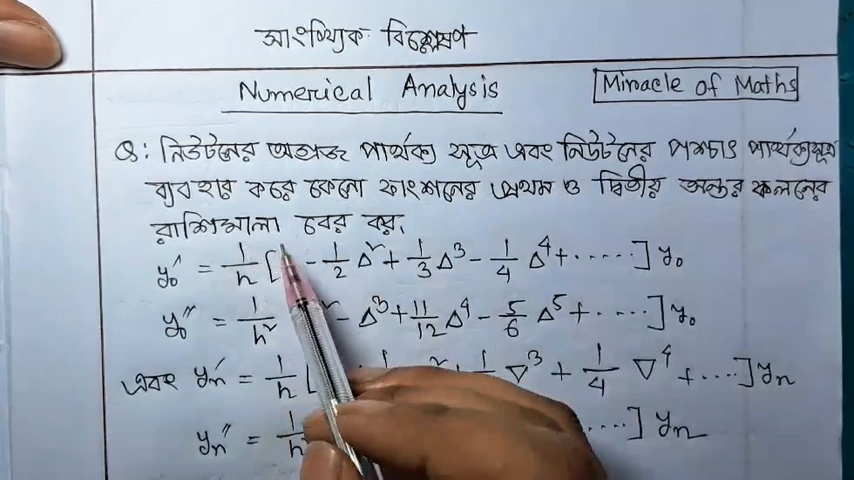 সাংখ্যিক বিশ্লেষণ
Numerical Analysis
Miracle of Maths
Q: নিউটনের অগ্রজ পার্থক্য সূত্র এবং নিউটনের পশ্চাৎ পার্থক্য সূত্র
ব্যবহার করে কোনো ফাংশনের প্রথম ও দ্বিতীয় অন্তর কলনের
রাশিমালা বের কর,
y₀′ = 1/h [ - 1/2 Δ² + 1/3 Δ³ - 1/4 Δ⁴ + ......] y₀
y₀″ = 1/h² - Δ³ + 11/12 Δ⁴ - 5/6 Δ⁵ + .....] y₀
এবং yₙ′ = 1/h [ ∇³ + 1/4 ∇⁴ + ....] yₙ
yₙ″ = .....] yₙ